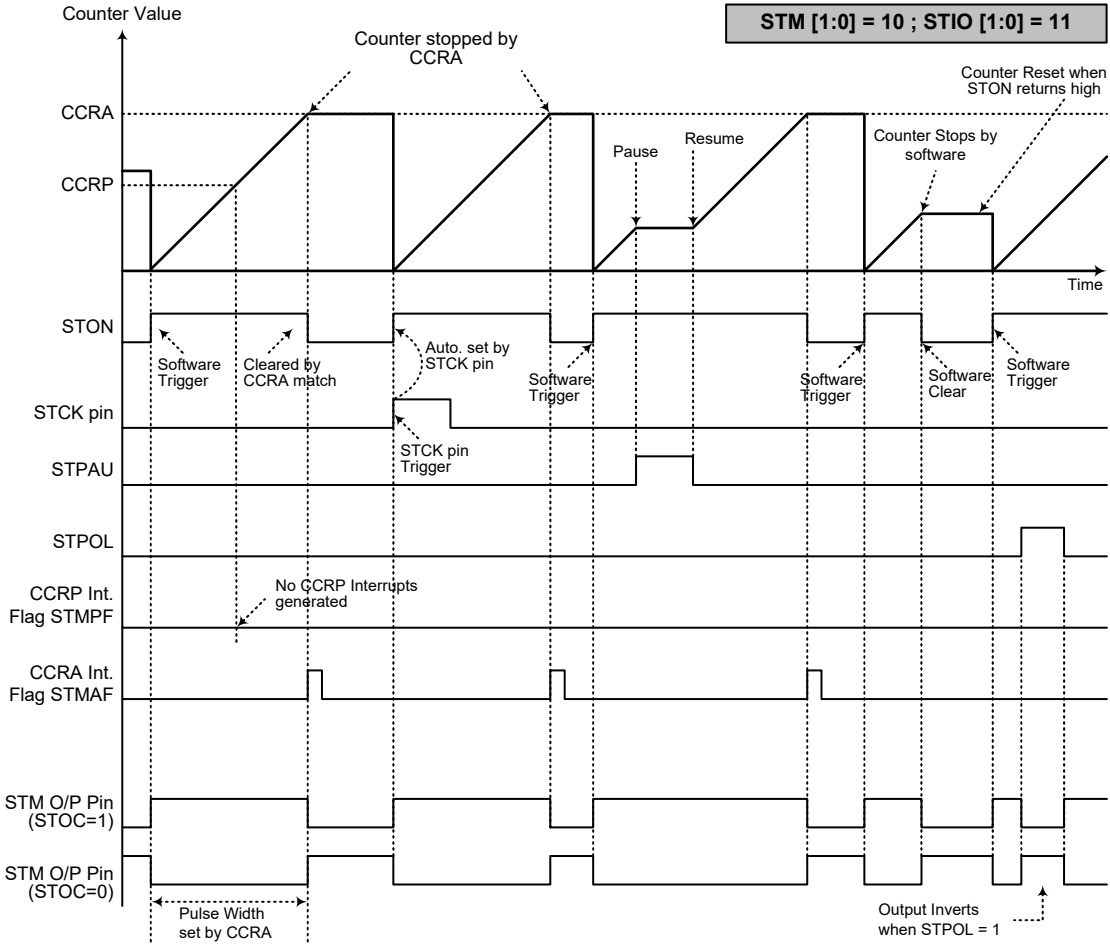 Counter Value
STM [1:0] = 10 ; STIO [1:0] = 11
Counter stopped by
CCRA
Counter Reset when
STON returns high
CCRA
Pause
Resume
Counter Stops by
software
CCRP
Time
STON
Software
Trigger
Cleared by
CCRA match
Auto. set by
STCK pin
Software
Trigger
Software
Trigger
Software
Clear
Software
Trigger
STCK pin
STCK pin
Trigger
STPAU
STPOL
CCRP Int.
Flag STMPF
No CCRP Interrupts
generated
CCRA Int.
Flag STMAF
STM O/P Pin
(STOC=1)
STM O/P Pin
(STOC=0)
Pulse Width
set by CCRA
Output Inverts
when STPOL = 1